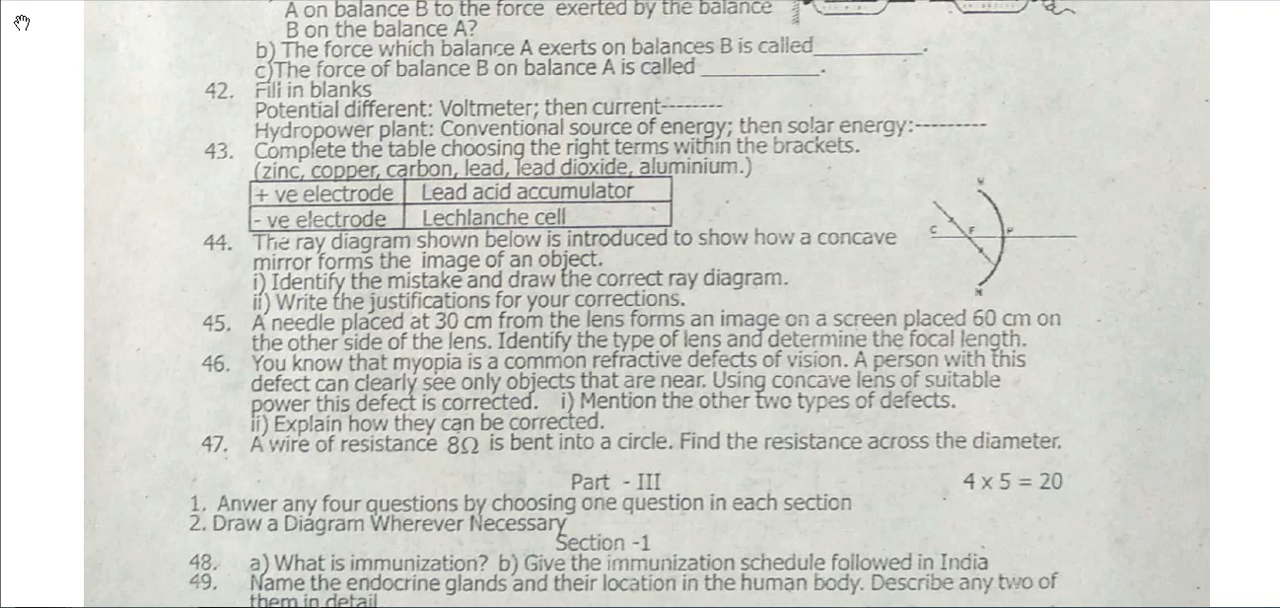 A on balance B to the force exerted by the balance
B on the balance A?
b) The force which balance A exerts on balances B is called___________.
c)The force of balance B on balance A is called ____________.
42. Fili in blanks
Potential different: Voltmeter; then current--------
Hydropower plant: Conventional source of energy; then solar energy:---------
43. Complete the table choosing the right terms within the brackets.
(zinc, copper, carbon, lead, lead dioxide, aluminium.)
+ ve electrode Lead acid accumulator
- ve electrode Lechlanche cell
44. The ray diagram shown below is introduced to show how a concave
mirror forms the image of an object.
i) Identify the mistake and draw the correct ray diagram.
ii) Write the justifications for your corrections.
C F P
M
45. A needle placed at 30 cm from the lens forms an image on a screen placed 60 cm on
the other side of the lens. Identify the type of lens and determine the focal length.
46. You know that myopia is a common refractive defects of vision. A person with this
defect can clearly see only objects that are near. Using concave lens of suitable
power this defect is corrected. i) Mention the other two types of defects.
ii) Explain how they can be corrected.
47. A wire of resistance 8Ω is bent into a circle. Find the resistance across the diameter.
Part - III 4 x 5 = 20
1. Anwer any four questions by choosing one question in each section
2. Draw a Diagram Wherever Necessary
Section -1
48. a) What is immunization? b) Give the immunization schedule followed in India
49. Name the endocrine glands and their location in the human body. Describe any two of
them in detail